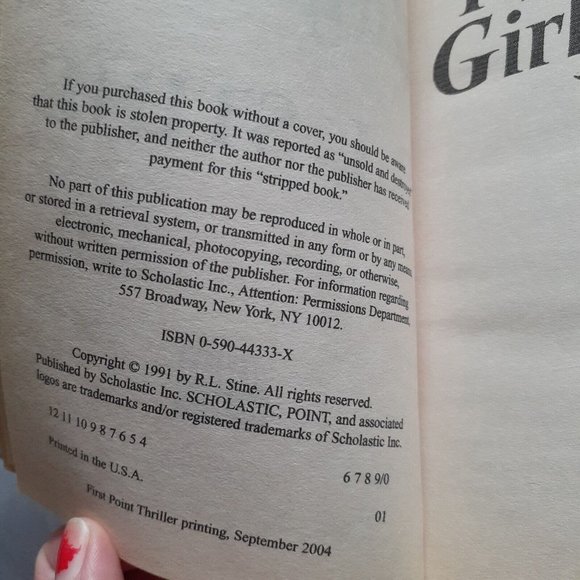 If you purchased this book without a cover, you should be aware
that this book is stolen property. It was reported as "unsold and destroyed
to the publisher, and neither the author nor the publisher has received
payment for this "stripped book."
No part of this publication may be reproduced in whole or in part,
or stored in a retrieval system, or transmitted in any form or by any means,
electronic, mechanical, photocopying, recording, or otherwise,
without written permission of the publisher. For information regarding
permission, write to Scholastic Inc., Attention: Permissions Department,
557 Broadway, New York, NY 10012.
ISBN 0-590-44333-X
Copyright © 1991 by R.L. Stine. All rights reserved.
Published by Scholastic Inc. SCHOLASTIC, POINT, and associated
logos are trademarks and/or registered trademarks of Scholastic Inc.
12 11 10 9 8 7 6 5 4 6 7 8 9/0
Printed in the U.S.A. 01
First Point Thriller printing, September 2004
Girl